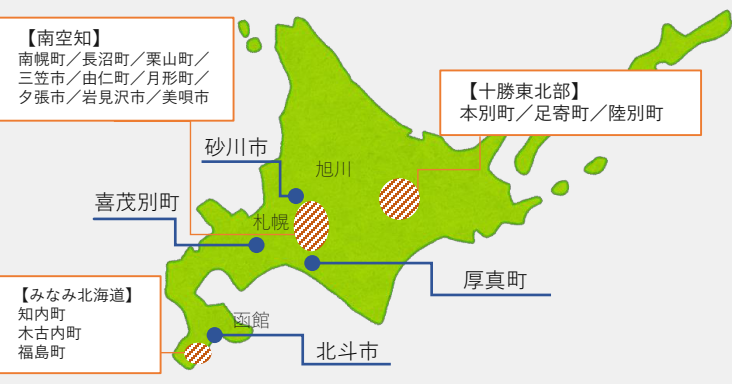 【南空知】
南幌町／長沼町／栗山町／
三笠市／由仁町／月形町／
夕張市／岩見沢市／美唄市
【十勝東北部】
本別町／足寄町／陸別町
砂川市
旭川
喜茂別町
札幌
厚真町
【みなみ北海道】
知内町
木古内町
福島町
函館
北斗市